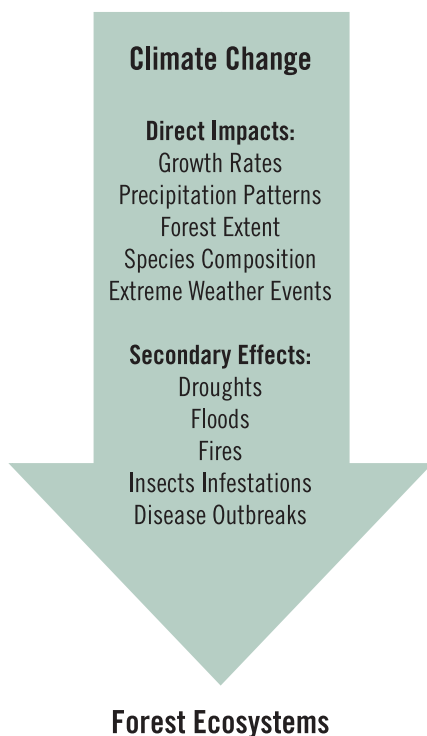 Climate Change
Direct Impacts:
Growth Rates
Precipitation Patterns
Forest Extent
Species Composition
Extreme Weather Events
Secondary Effects:
Droughts
Floods
Fires
Insects Infestations
Disease Outbreaks
Forest Ecosystems